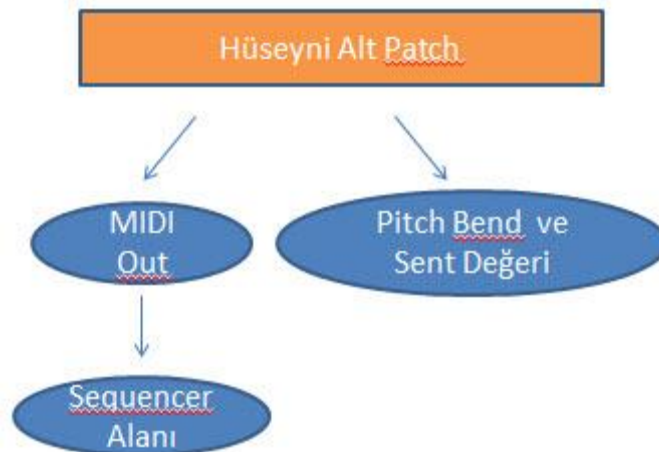 Hüseyni Alt Patch
MIDI
Out
Pitch Bend ve
Sent Değeri
Sequencer
Alanı